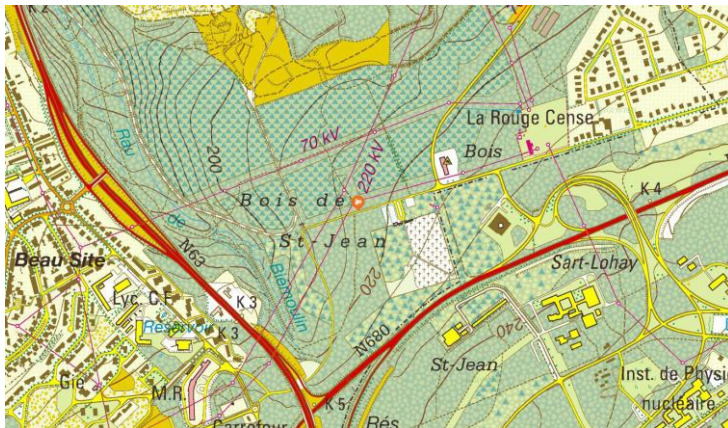 K 2
La Rouge Cense
70 kV
220 kV
Bois
Rau
200
Bois de
K 4
de
N63
St-Jean
Beau Site
Blemoulin
Sart-Lohay
220
Lyc. C.F.
K 3
Réservoir
K 3
N680
240
St-Jean
Gie
Inst. de Physi
M.R.
nucléaire
K 5
Carrefour
Rés